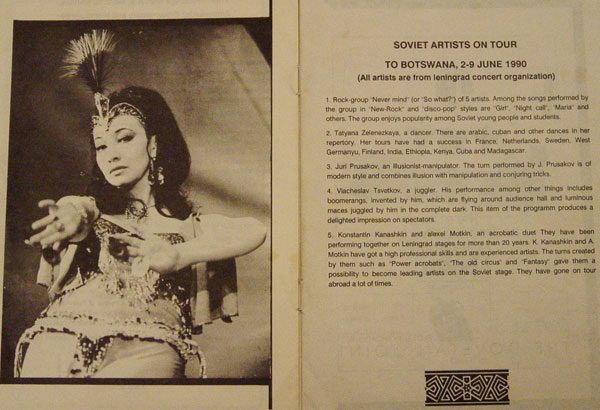 SOVIET ARTISTS ON TOUR
TO BOTSWANA, 2-9 JUNE 1990
(All artists are from leningrad concert organization)
1. Rock-group "Never mind" (or "So what?") of 5 artists. Among the songs performed by
the group in "New-Rock" and "disco-pop" styles are "Girl", "Night call", "Maria" and
others. The group enjoys popularity among Soviet young people and students.
2. Tatyana Zelenezkaya, a dancer. There are arabic, cuban and other dances in her
repertory. Her tours have had a success in France, Netherlands, Sweden, West
Germanyu, Finland, India, Ethiopia, Kenya, Cuba and Madagascar.
3. Juri Prusakov, an illusionist-manipulator. The turn performed by J. Prusakov is of
modern style and combines illusion with manipulation and conjuring tricks.
4. Viacheslav Tsvetkov, a juggler. His performance among other things includes
boomerangs, invented by him, which are flying around audience hall and luminous
maces juggled by him in the complete dark. This item of the programm produces a
delighted impression on spectators.
5. Konstantin Kanashkin and alexei Motkin, an acrobatic duet They have been
performing together on Leningrad stages for more than 20 years. K. Kanashkin and A.
Motkin have got a high professional skills and are experienced artists. The turns created
by them such as "Power acrobats", "The old circus" and "Fantasy" gave them a
possibility to become leading artists on the Soviet stage. They have gone on tour
abroad a lot of times.